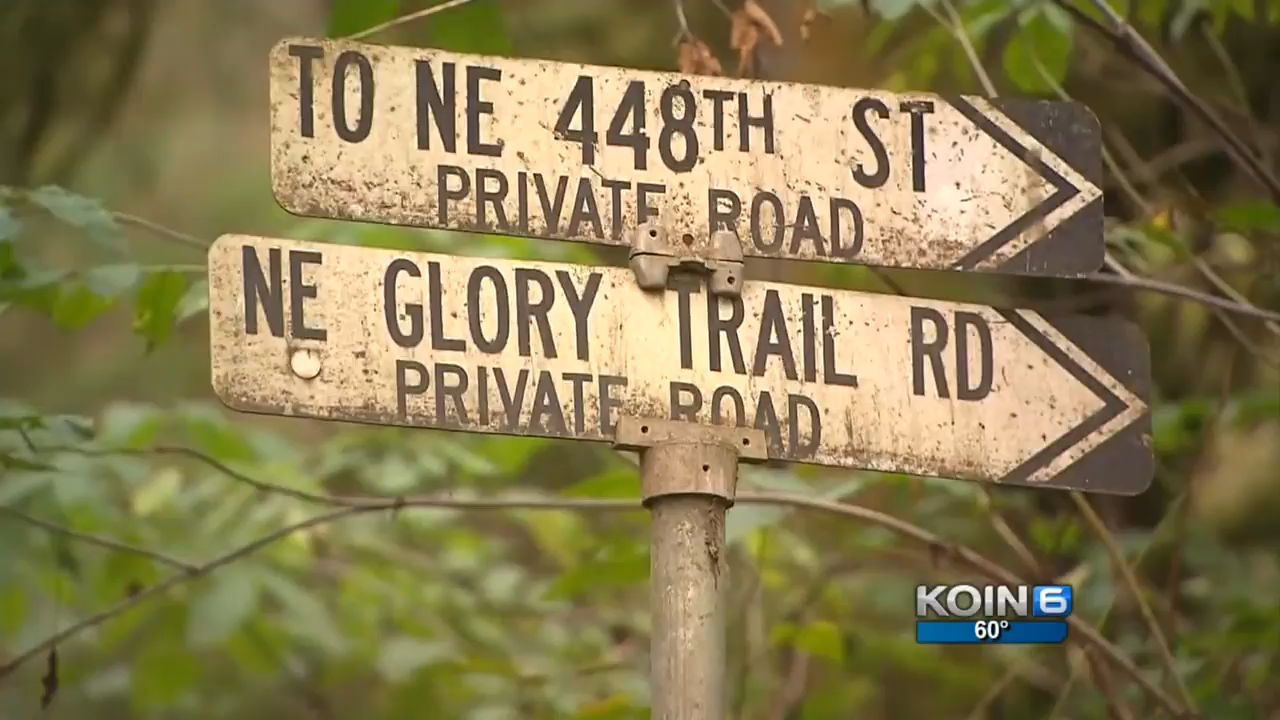 TO NE 448TH ST
PRIVATE ROAD
NE GLORY TRAIL RD
PRIVATE ROAD
KOIN 6
60°